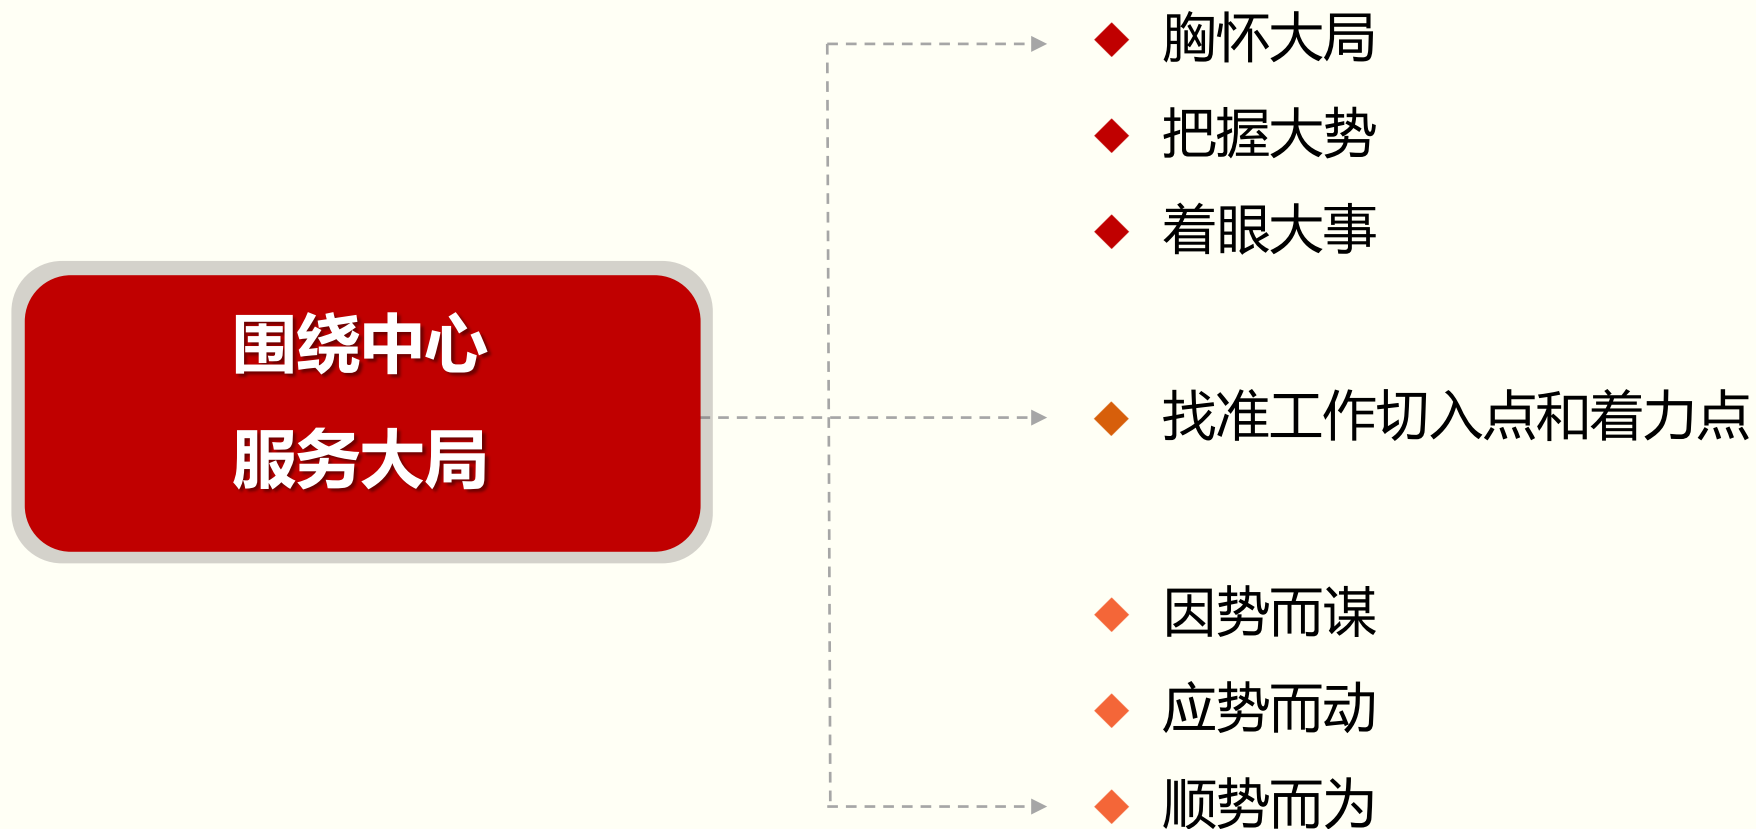 围绕中心
服务大局
胸怀大局
把握大势
着眼大事
找准工作切入点和着力点
因势而谋
应势而动
顺势而为